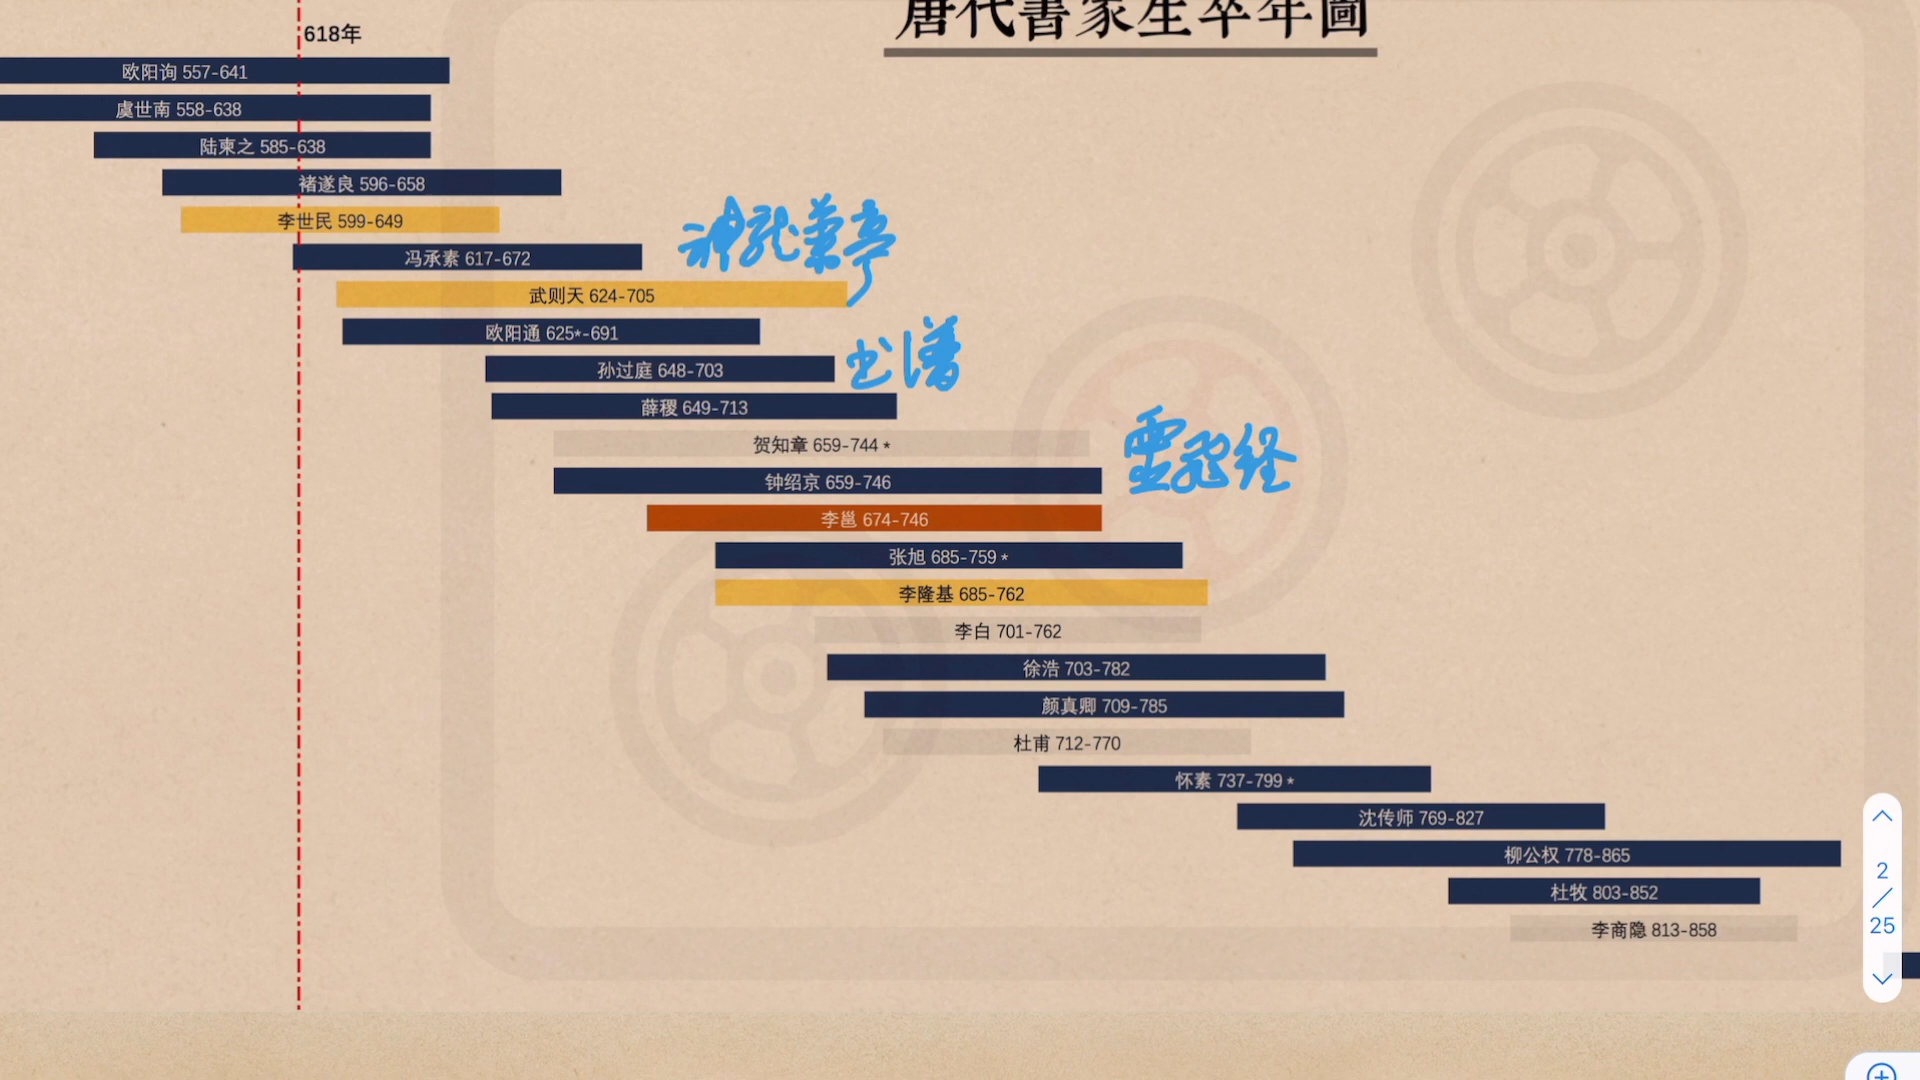 唐代書家生卒年圖
618年
欧阳询 557-641
虞世南 558-638
陆柬之 585-638
褚遂良 596-658
李世民 599-649
冯承素 617-672
神龙兰亭
武则天 624-705
欧阳通 625*-691
孙过庭 648-703
书谱
薛稷 649-713
贺知章 659-744 *
钟绍京 659-746
靈飛经
李邕 674-746
张旭 685-759 *
李隆基 685-762
李白 701-762
徐浩 703-782
颜真卿 709-785
杜甫 712-770
怀素 737-799 *
沈传师 769-827
柳公权 778-865
杜牧 803-852
李商隐 813-858
2
/
25